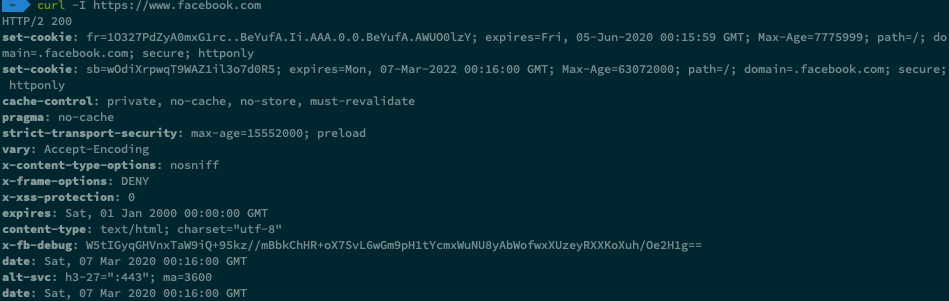 ~ curl -I https://www.facebook.com
HTTP/2 200
set-cookie: fr=1O327PdZyA0mxG1rc..BeYufA.Ii.AAA.0.0.BeYufA.AWUO0lzY; expires=Fri, 05-Jun-2020 00:15:59 GMT; Max-Age=7775999; path=/; do
main=.facebook.com; secure; httponly
set-cookie: sb=wOdiXrpwqT9WAZ1il3o7d0R5; expires=Mon, 07-Mar-2022 00:16:00 GMT; Max-Age=63072000; path=/; domain=.facebook.com; secure;
httponly
cache-control: private, no-cache, no-store, must-revalidate
pragma: no-cache
strict-transport-security: max-age=15552000; preload
vary: Accept-Encoding
x-content-type-options: nosniff
x-frame-options: DENY
x-xss-protection: 0
expires: Sat, 01 Jan 2000 00:00:00 GMT
content-type: text/html; charset="utf-8"
x-fb-debug: W5tIGyqGHVnxTaW9iQ+95kz//mBbkChHR+oX7SvL6wGm9pH1tYcmxWuNU8yAbWofwxXUzeyRXXKoXuh/Oe2H1g==
date: Sat, 07 Mar 2020 00:16:00 GMT
alt-svc: h3-27=":443"; ma=3600
date: Sat, 07 Mar 2020 00:16:00 GMT